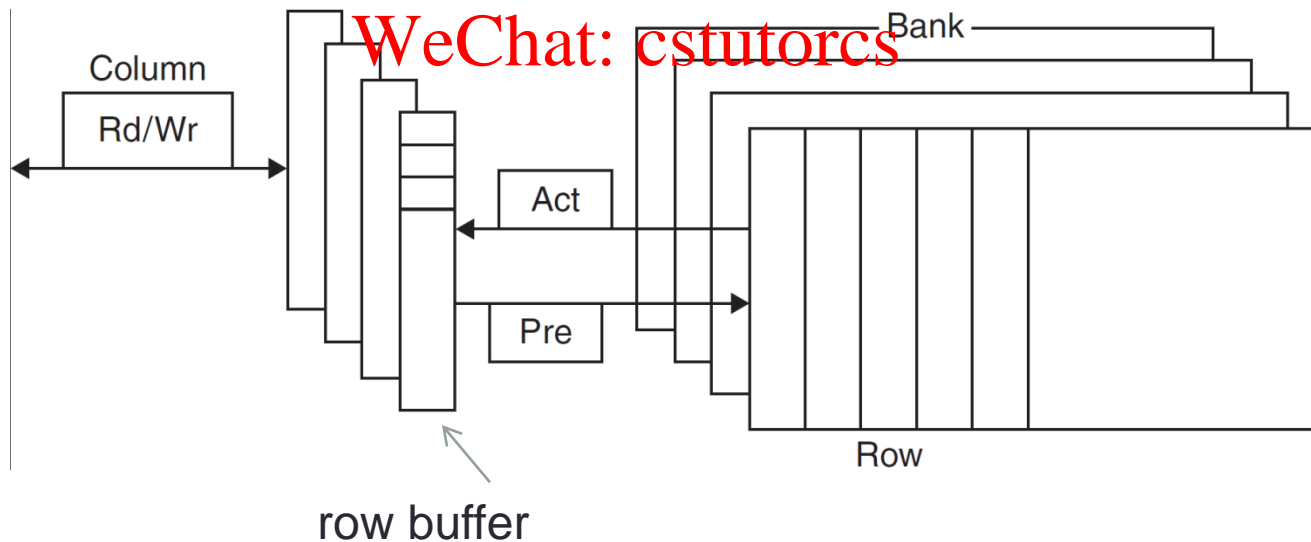 WeChat: cstutorcs
Bank
Column
Rd/Wr
Act
Pre
Row
row buffer